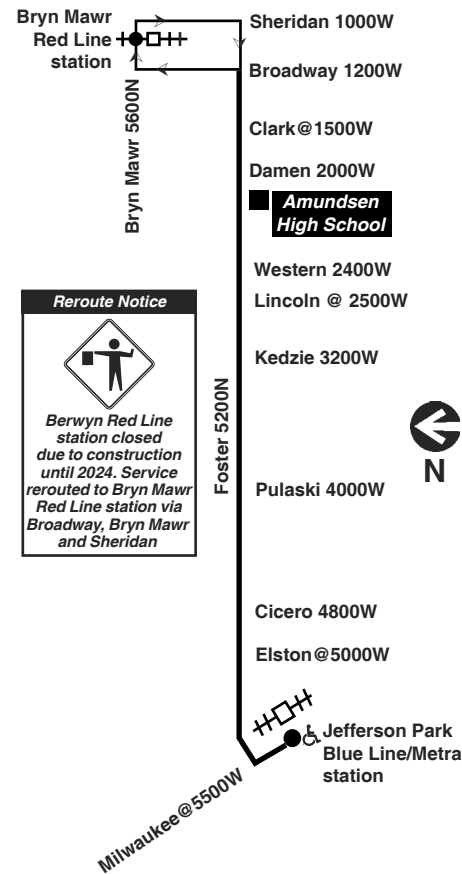 Bryn Mawr
Red Line
station
Sheridan 1000W
Broadway 1200W
Bryn Mawr 5600N
Clark@1500W
Damen 2000W
Amundsen
High School
Western 2400W
Lincoln @ 2500W
Reroute Notice
Berwyn Red Line
station closed
due to construction
until 2024. Service
rerouted to Bryn Mawr
Red Line station via
Broadway, Bryn Mawr
and Sheridan
Kedzie 3200W
Foster 5200N
N
Pulaski 4000W
Cicero 4800W
Elston@5000W
Jefferson Park
Blue Line/Metra
station
Milwaukee@5500W